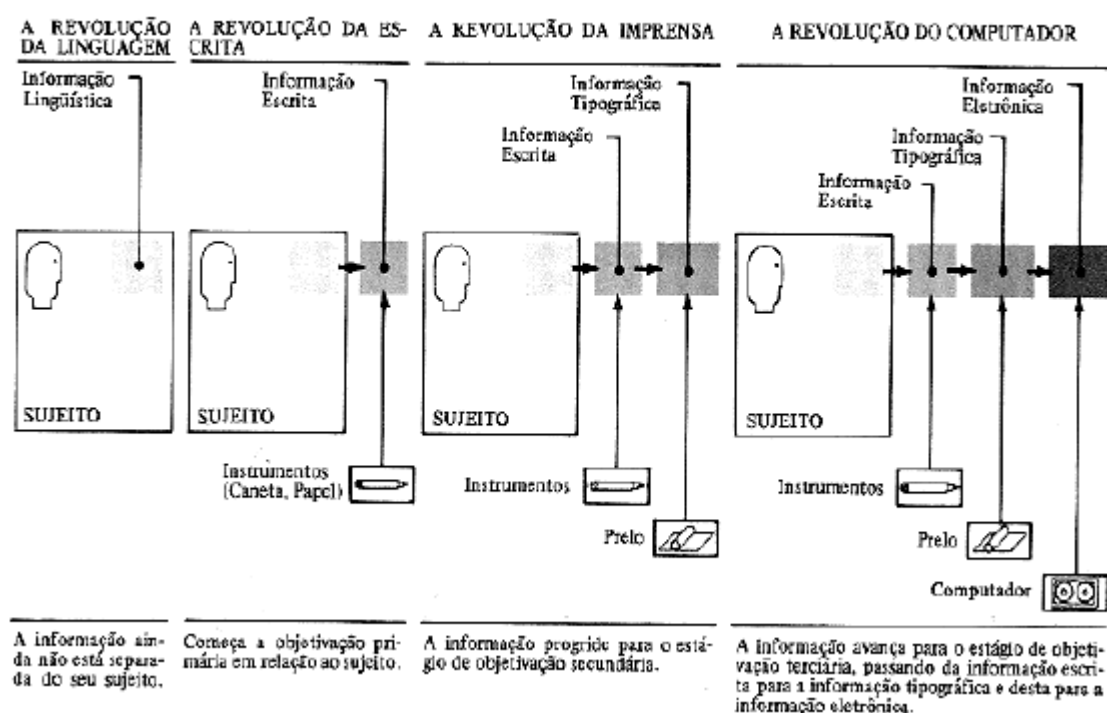 A REVOLUÇÃO
DA LINGUAGEM
Informação
Lingüística
SUJEITO
A informação ain-
da não está separa-
da do seu sujeito.
A REVOLUÇÃO DA ES-
CRITA
Informação
Escrita
SUJEITO
Instrumentos
(Caneta, Papel)
Começa a objetivação pri-
mária em relação ao sujeito.
A REVOLUÇÃO DA IMPRENSA
Informação
Tipográfica
Informação
Escrita
SUJEITO
Instrumentos
Prelo
A informação progride para o está-
gio de objetivação secundária.
A REVOLUÇÃO DO COMPUTADOR
Informação
Eletrônica
Informação
Tipográfica
Informação
Escrita
SUJEITO
Instrumentos
Prelo
Computador
A informação avança para o estágio de objeti-
vação terciária, passando da informação escri-
ta para a informação tipográfica e desta para a
informação eletrônica.